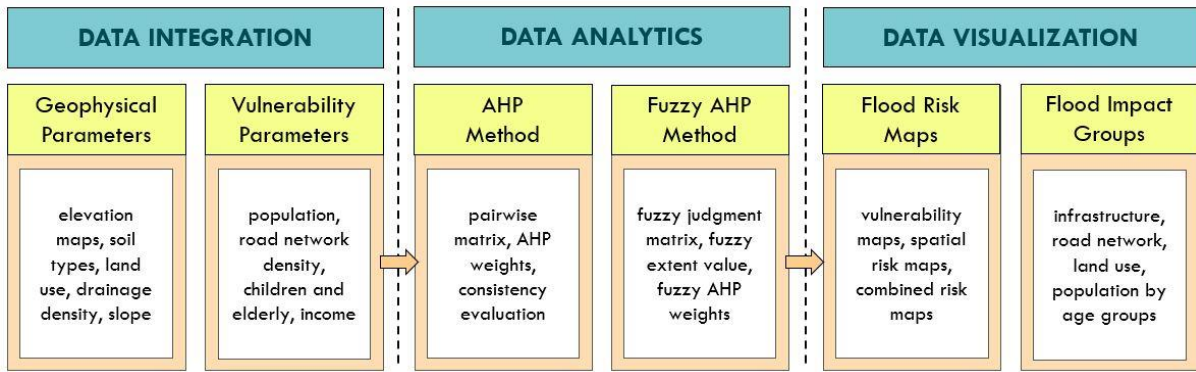 DATA INTEGRATION
Geophysical
Parameters
elevation
maps, soil
types, land
use, drainage
density, slope
Vulnerability
Parameters
population,
road network
density,
children and
elderly, income
DATA ANALYTICS
AHP
Method
pairwise
matrix, AHP
weights,
consistency
evaluation
Fuzzy AHP
Method
fuzzy judgment
matrix, fuzzy
extent value,
fuzzy AHP
weights
DATA VISUALIZATION
Flood Risk
Maps
vulnerability
maps, spatial
risk maps,
combined risk
maps
Flood Impact
Groups
infrastructure,
road network,
land use,
population by
age groups